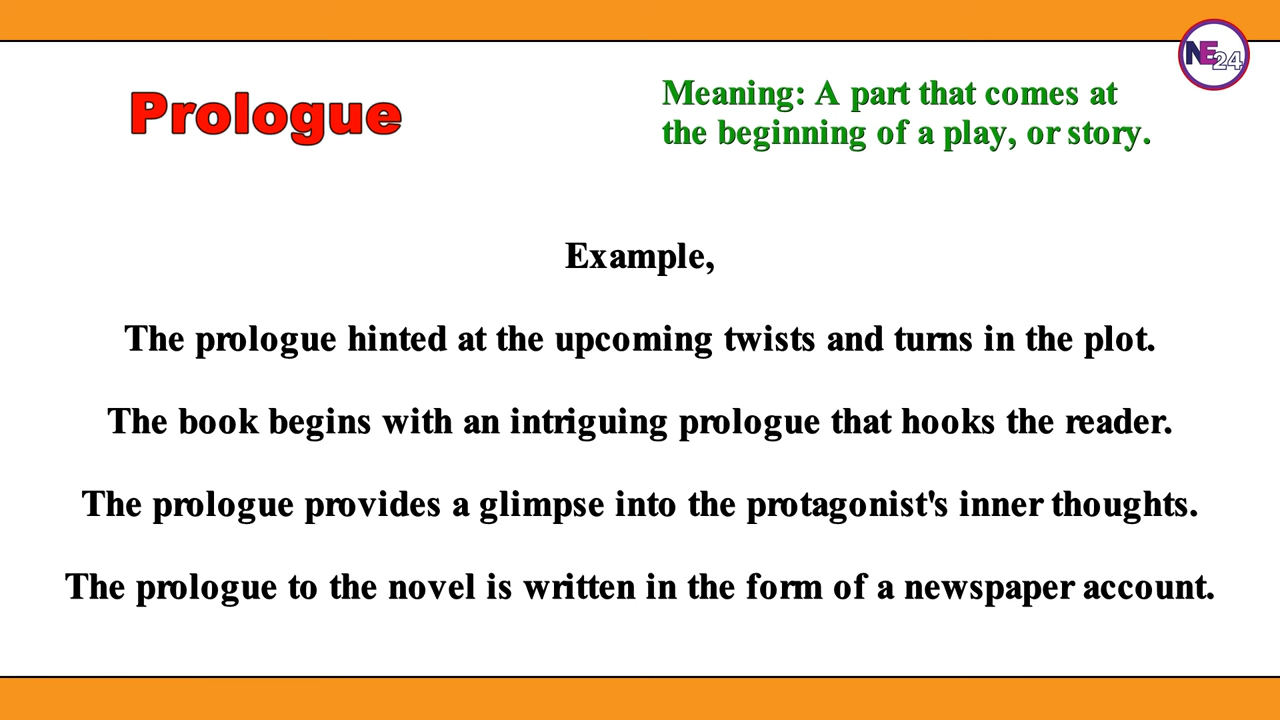 NE24
Prologue
Meaning: A part that comes at
the beginning of a play, or story.
Example,
The prologue hinted at the upcoming twists and turns in the plot.
The book begins with an intriguing prologue that hooks the reader.
The prologue provides a glimpse into the protagonist's inner thoughts.
The prologue to the novel is written in the form of a newspaper account.